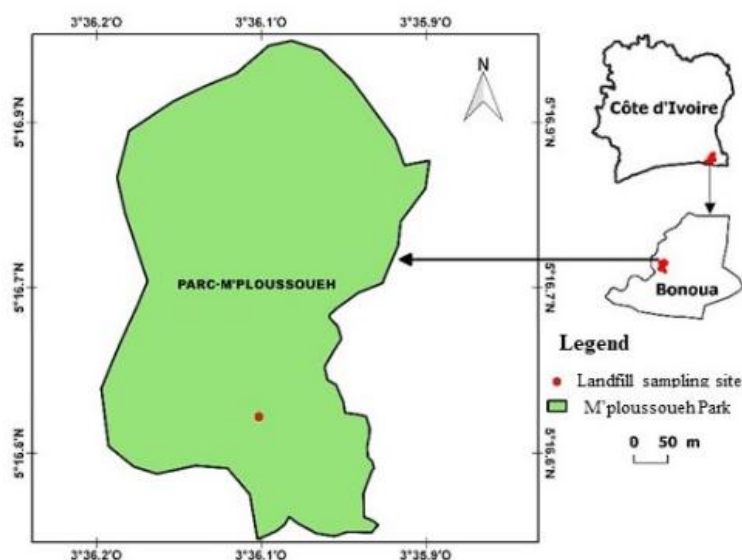 3°36.2'O 3°36.1'O 3°35.9'O
N
5°16.9'N
5°16.9'N
Côte d'Ivoire
PARC-M'PLOUSSOUEH
5°16.7'N
5°16.7'N
Bonoua
Legend
Landfill sampling site
M'ploussoueh Park
0 50 m
5°16.6'N
5°16.6'N
3°36.2'O 3°36.1'O 3°35.9'O